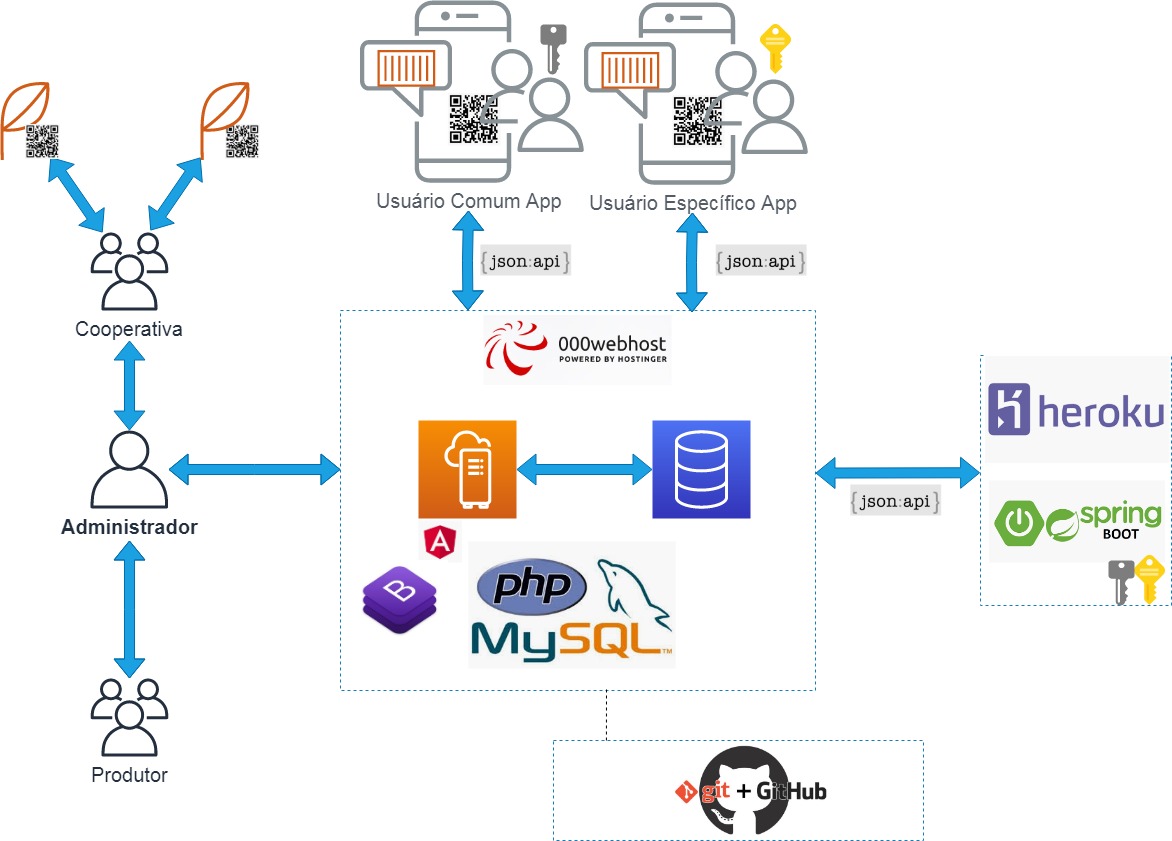 Usuário Comum App
Usuário Específico App
{json:api}
{json:api}
Cooperativa
000webhost
POWERED BY HOSTINGER
heroku
Administrador
{json:api}
spring
BOOT
A
B
php
MySQL™
Produtor
git + GitHub